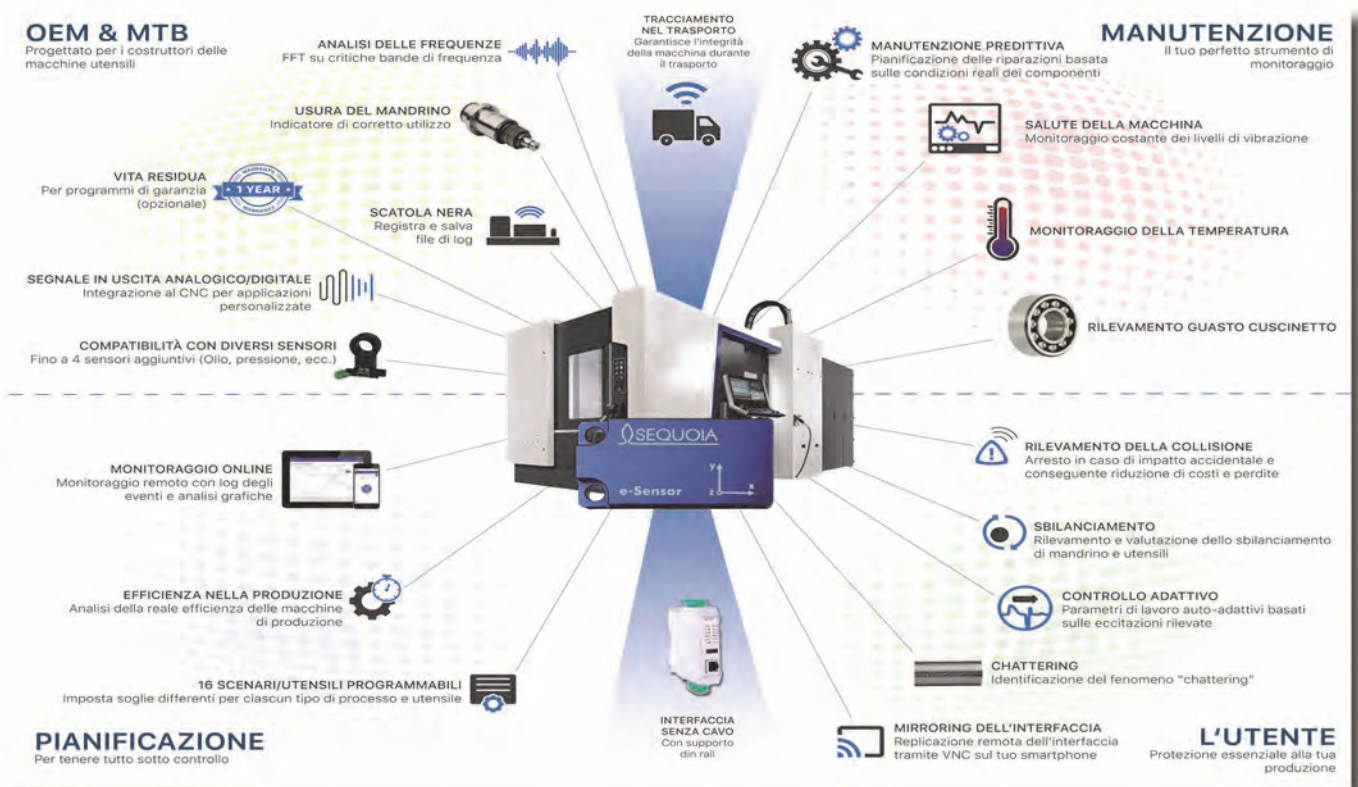 OEM & MTB
Progettato per i costruttori delle
macchine utensili
ANALISI DELLE FREQUENZE
FFT su critiche bande di frequenza
USURA DEL MANDRINO
Indicatore di corretto utilizzo
VITA RESIDUA
Per programmi di garanzia
(opzionale)
WARRANTY
1 YEAR
WARRANTY
SCATOLA NERA
Registra e salva
file di log
SEGNALE IN USCITA ANALOGICO/DIGITALE
Integrazione al CNC per applicazioni
personalizzate
COMPATIBILITÀ CON DIVERSI SENSORI
Fino a 4 sensori aggiuntivi (Olio, pressione, ecc.)
TRACCIAMENTO
NEL TRASPORTO
Garantisce l'integrità
della macchina durante
il trasporto
MANUTENZIONE
Il tuo perfetto strumento di
monitoraggio
MANUTENZIONE PREDITTIVA
Pianificazione delle riparazioni basata
sulle condizioni reali dei componenti
SALUTE DELLA MACCHINA
Monitoraggio costante dei livelli di vibrazione
MONITORAGGIO DELLA TEMPERATURA
RILEVAMENTO GUASTO CUSCINETTO
SEQUOIA
e-Sensor
y
z
x
MONITORAGGIO ONLINE
Monitoraggio remoto con log degli
eventi e analisi grafiche
EFFICIENZA NELLA PRODUZIONE
Analisi della reale efficienza delle macchine
di produzione
16 SCENARI/UTENSILI PROGRAMMABILI
Imposta soglie differenti per ciascun tipo di processo e utensile
PIANIFICAZIONE
Per tenere tutto sotto controllo
INTERFACCIA
SENZA CAVO
Con supporto
din rail
RILEVAMENTO DELLA COLLISIONE
Arresto in caso di impatto accidentale e
conseguente riduzione di costi e perdite
SBILANCIAMENTO
Rilevamento e valutazione dello sbilanciamento
di mandrino e utensili
CONTROLLO ADATTIVO
Parametri di lavoro auto-adattivi basati
sulle eccitazioni rilevate
CHATTERING
Identificazione del fenomeno "chattering"
MIRRORING DELL'INTERFACCIA
Replicazione remota dell'interfaccia
tramite VNC sul tuo smartphone
L'UTENTE
Protezione essenziale alla tua
produzione